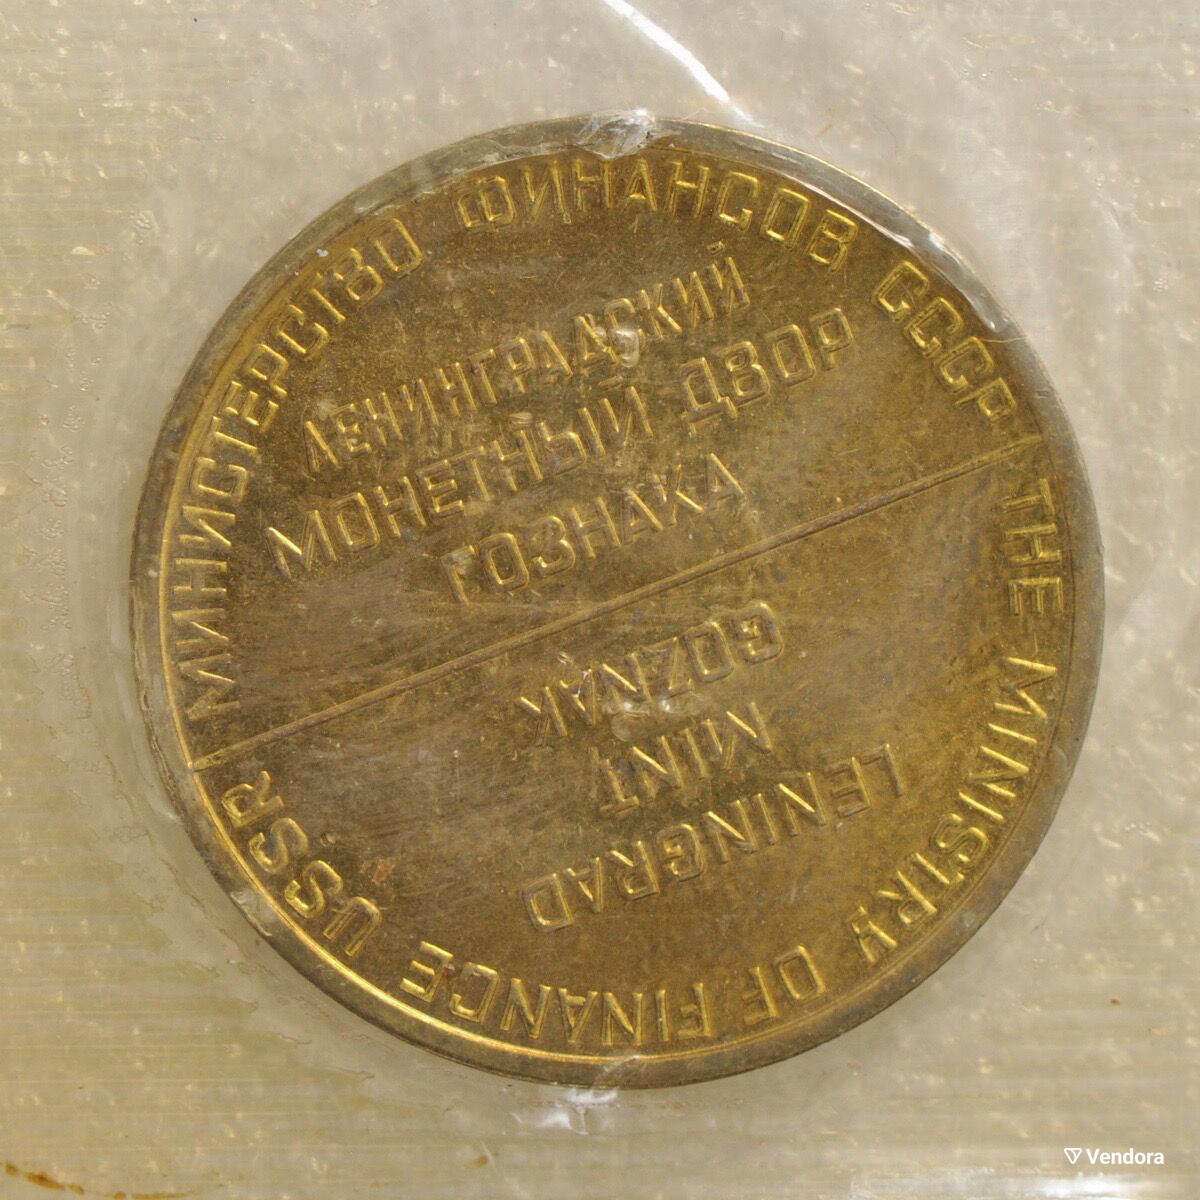 МИНИСТЕРСТВО ФИНАНСОВ СССР
ЛЕНИНГРАДСКИЙ
МОНЕТНЫЙ ДВОР
ГОЗНАКА
THE MINISTRY OF FINANCE USSR
LENINGRAD
MINT
GOZNAK
Vendora